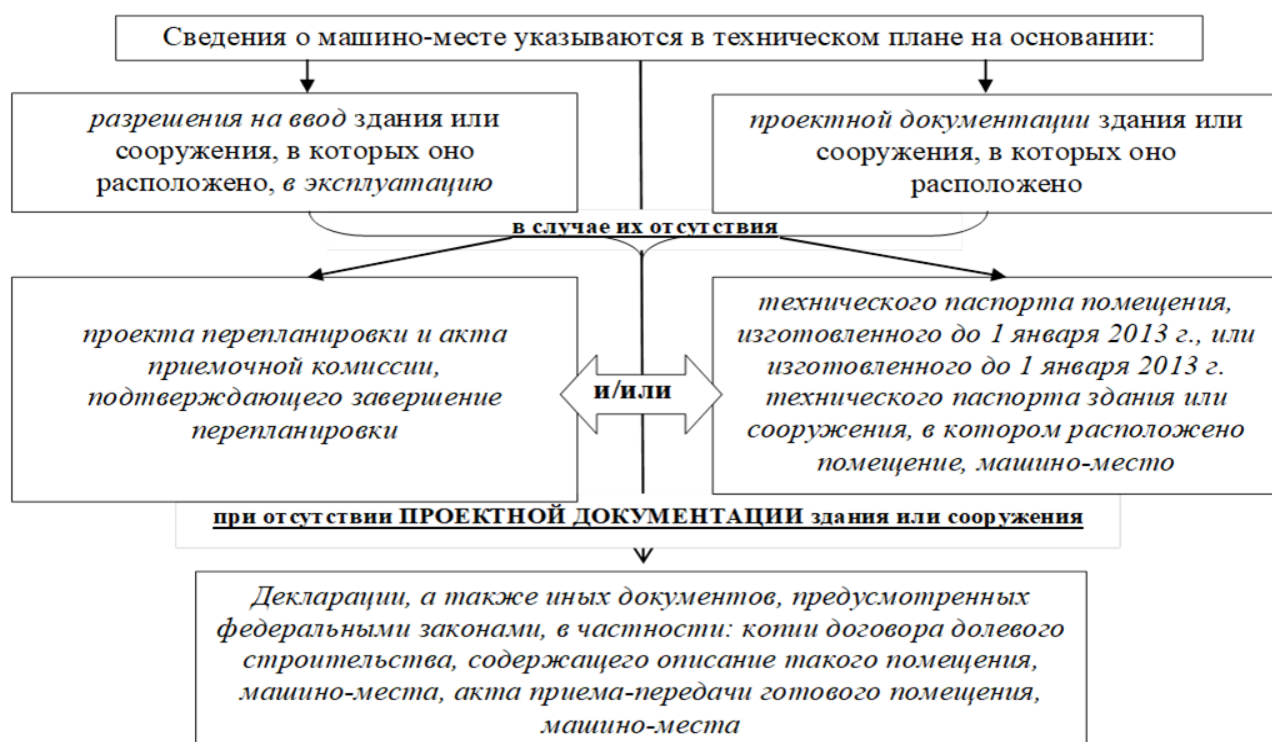 Сведения о машино-месте указываются в техническом плане на основании:
разрешения на ввод здания или
сооружения, в которых оно
расположено, в эксплуатацию
проектной документации здания или
сооружения, в которых оно
расположено
в случае их отсутствия
проекта перепланировки и акта
приемочной комиссии,
подтверждающего завершение
перепланировки
и/или
технического паспорта помещения,
изготовленного до 1 января 2013 г., или
изготовленного до 1 января 2013 г.
технического паспорта здания или
сооружения, в котором расположено
помещение, машино-место
при отсутствии ПРОЕКТНОЙ ДОКУМЕНТАЦИИ здания или сооружения
Декларации, а также иных документов, предусмотренных
федеральными законами, в частности: копии договора долевого
строительства, содержащего описание такого помещения,
машино-места, акта приема-передачи готового помещения,
машино-места